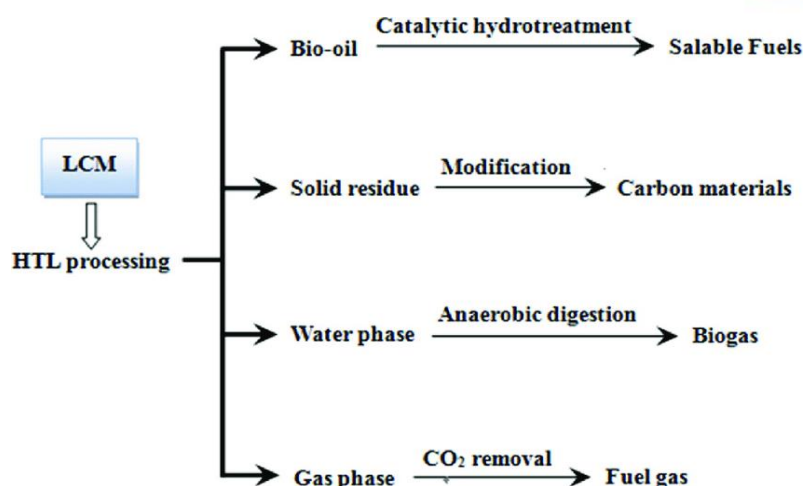 Bio-oil
Catalytic hydrotreatment
Salable Fuels
LCM
HTL processing
Solid residue
Modification
Carbon materials
Water phase
Anaerobic digestion
Biogas
Gas phase
CO₂ removal
Fuel gas